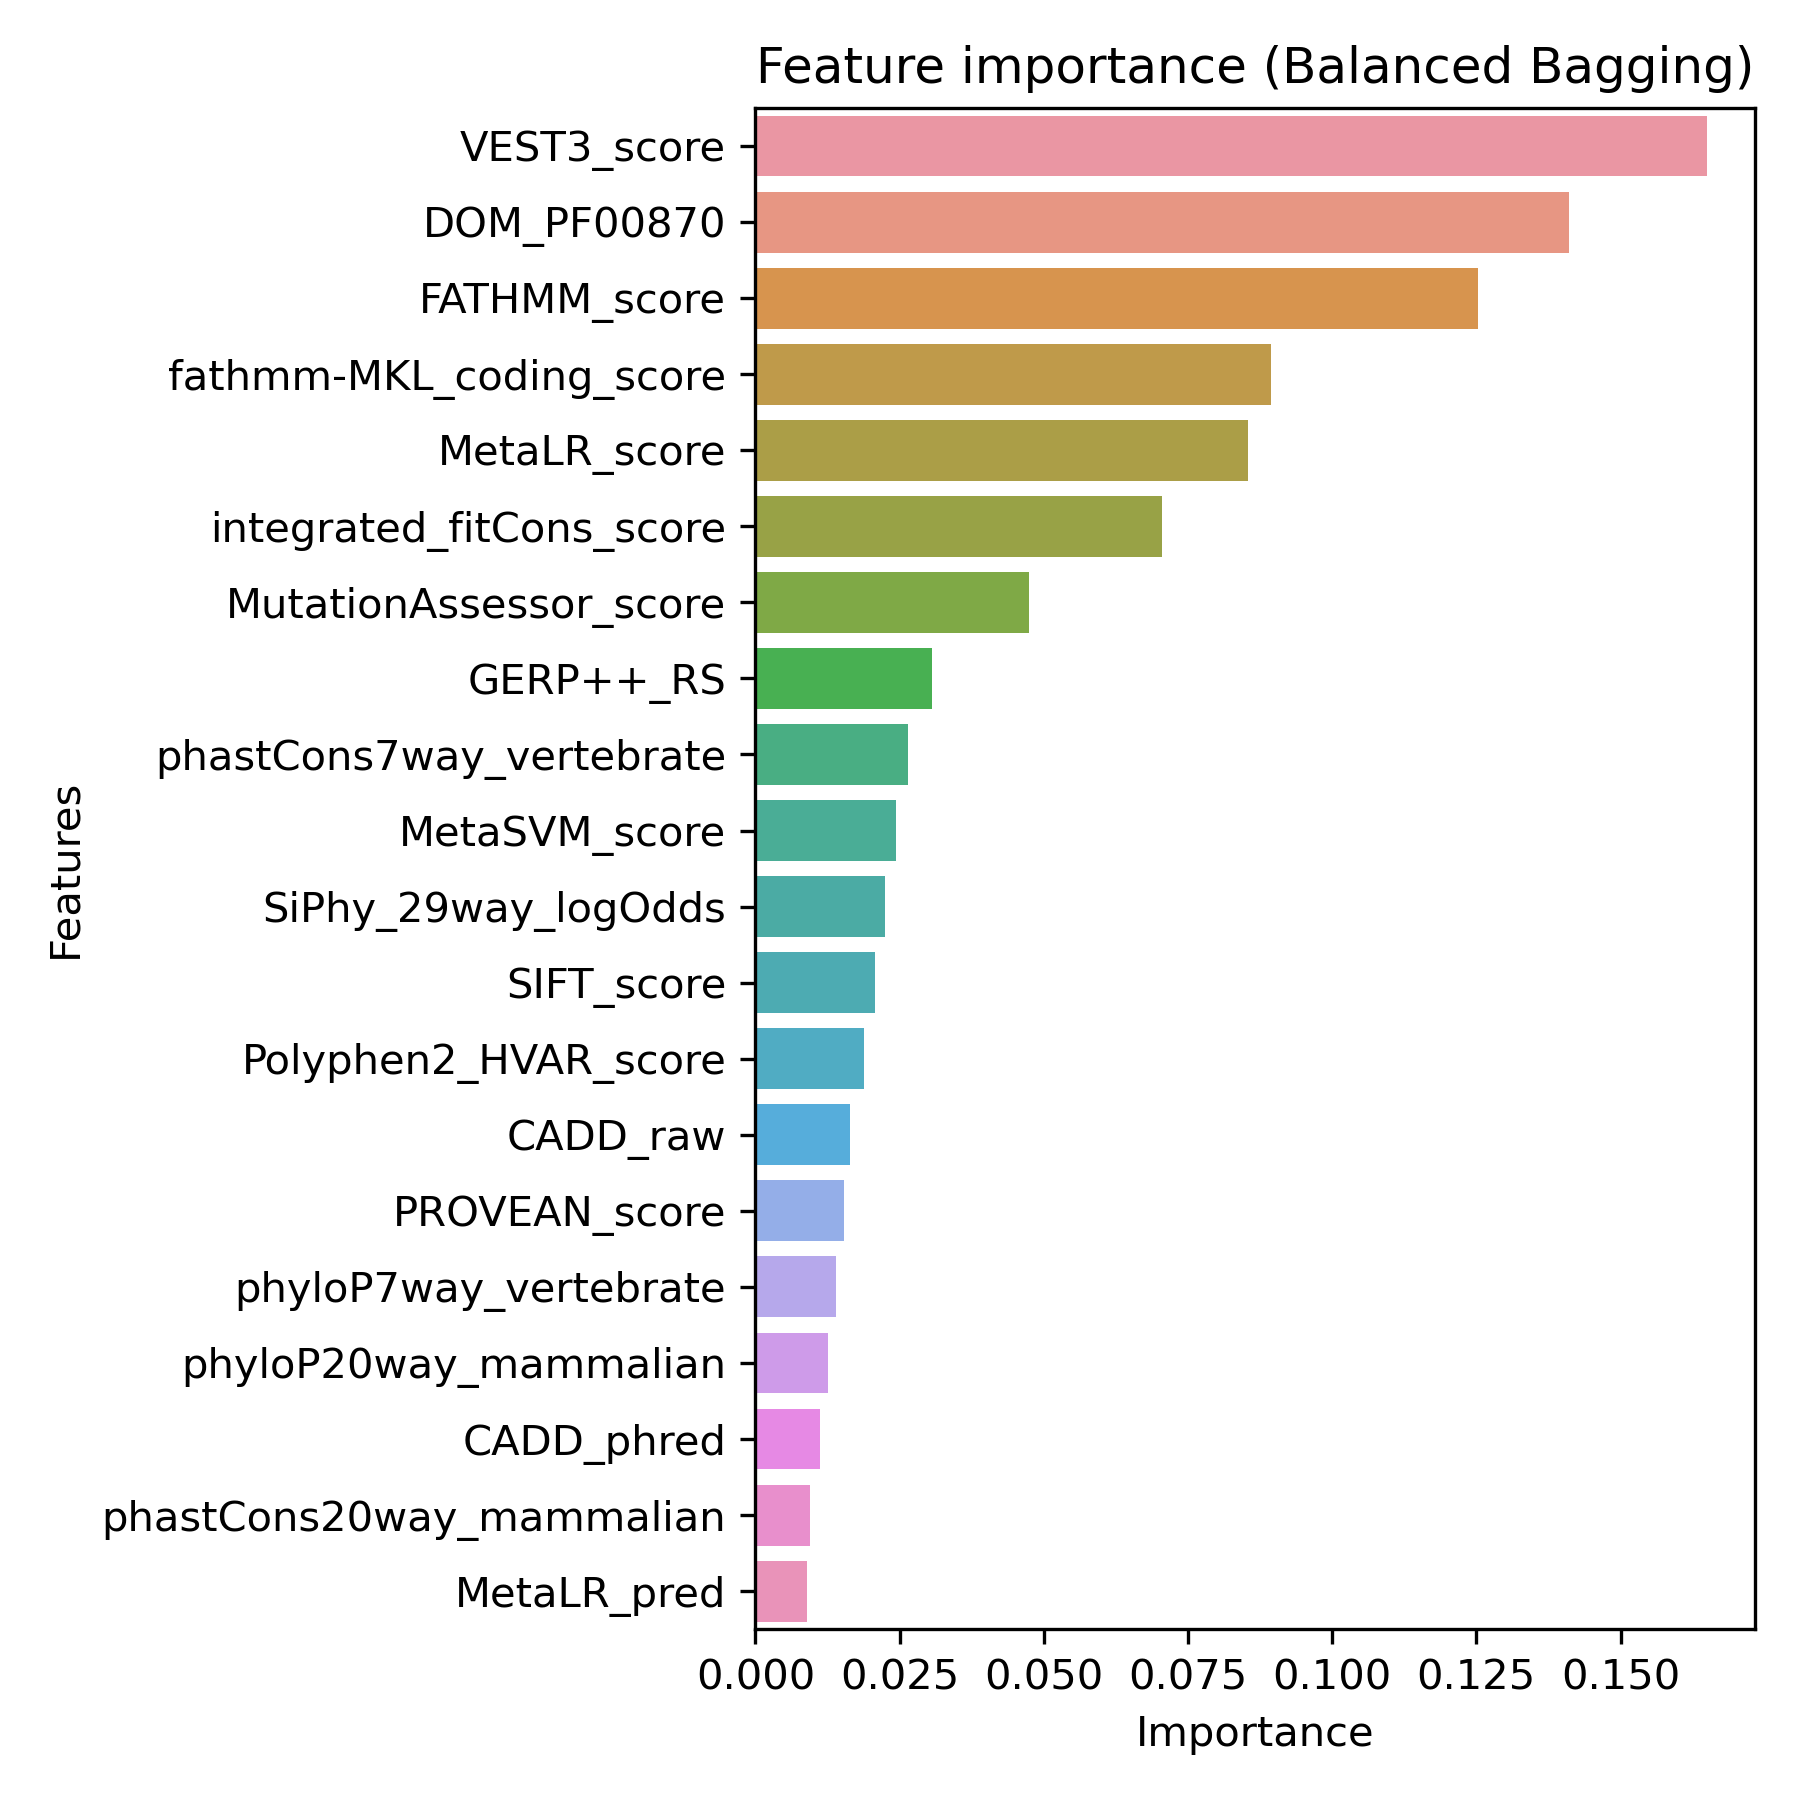 Feature importance (Balanced Bagging)
VEST3_score
DOM_PF00870
FATHMM_score
fathmm-MKL_coding_score
MetaLR_score
integrated_fitCons_score
MutationAssessor_score
GERP++_RS
phastCons7way_vertebrate
MetaSVM_score
SiPhy_29way_logOdds
SIFT_score
Polyphen2_HVAR_score
CADD_raw
PROVEAN_score
phyloP7way_vertebrate
phyloP20way_mammalian
CADD_phred
phastCons20way_mammalian
MetaLR_pred
Features
0.000 0.025 0.050 0.075 0.100 0.125 0.150
Importance